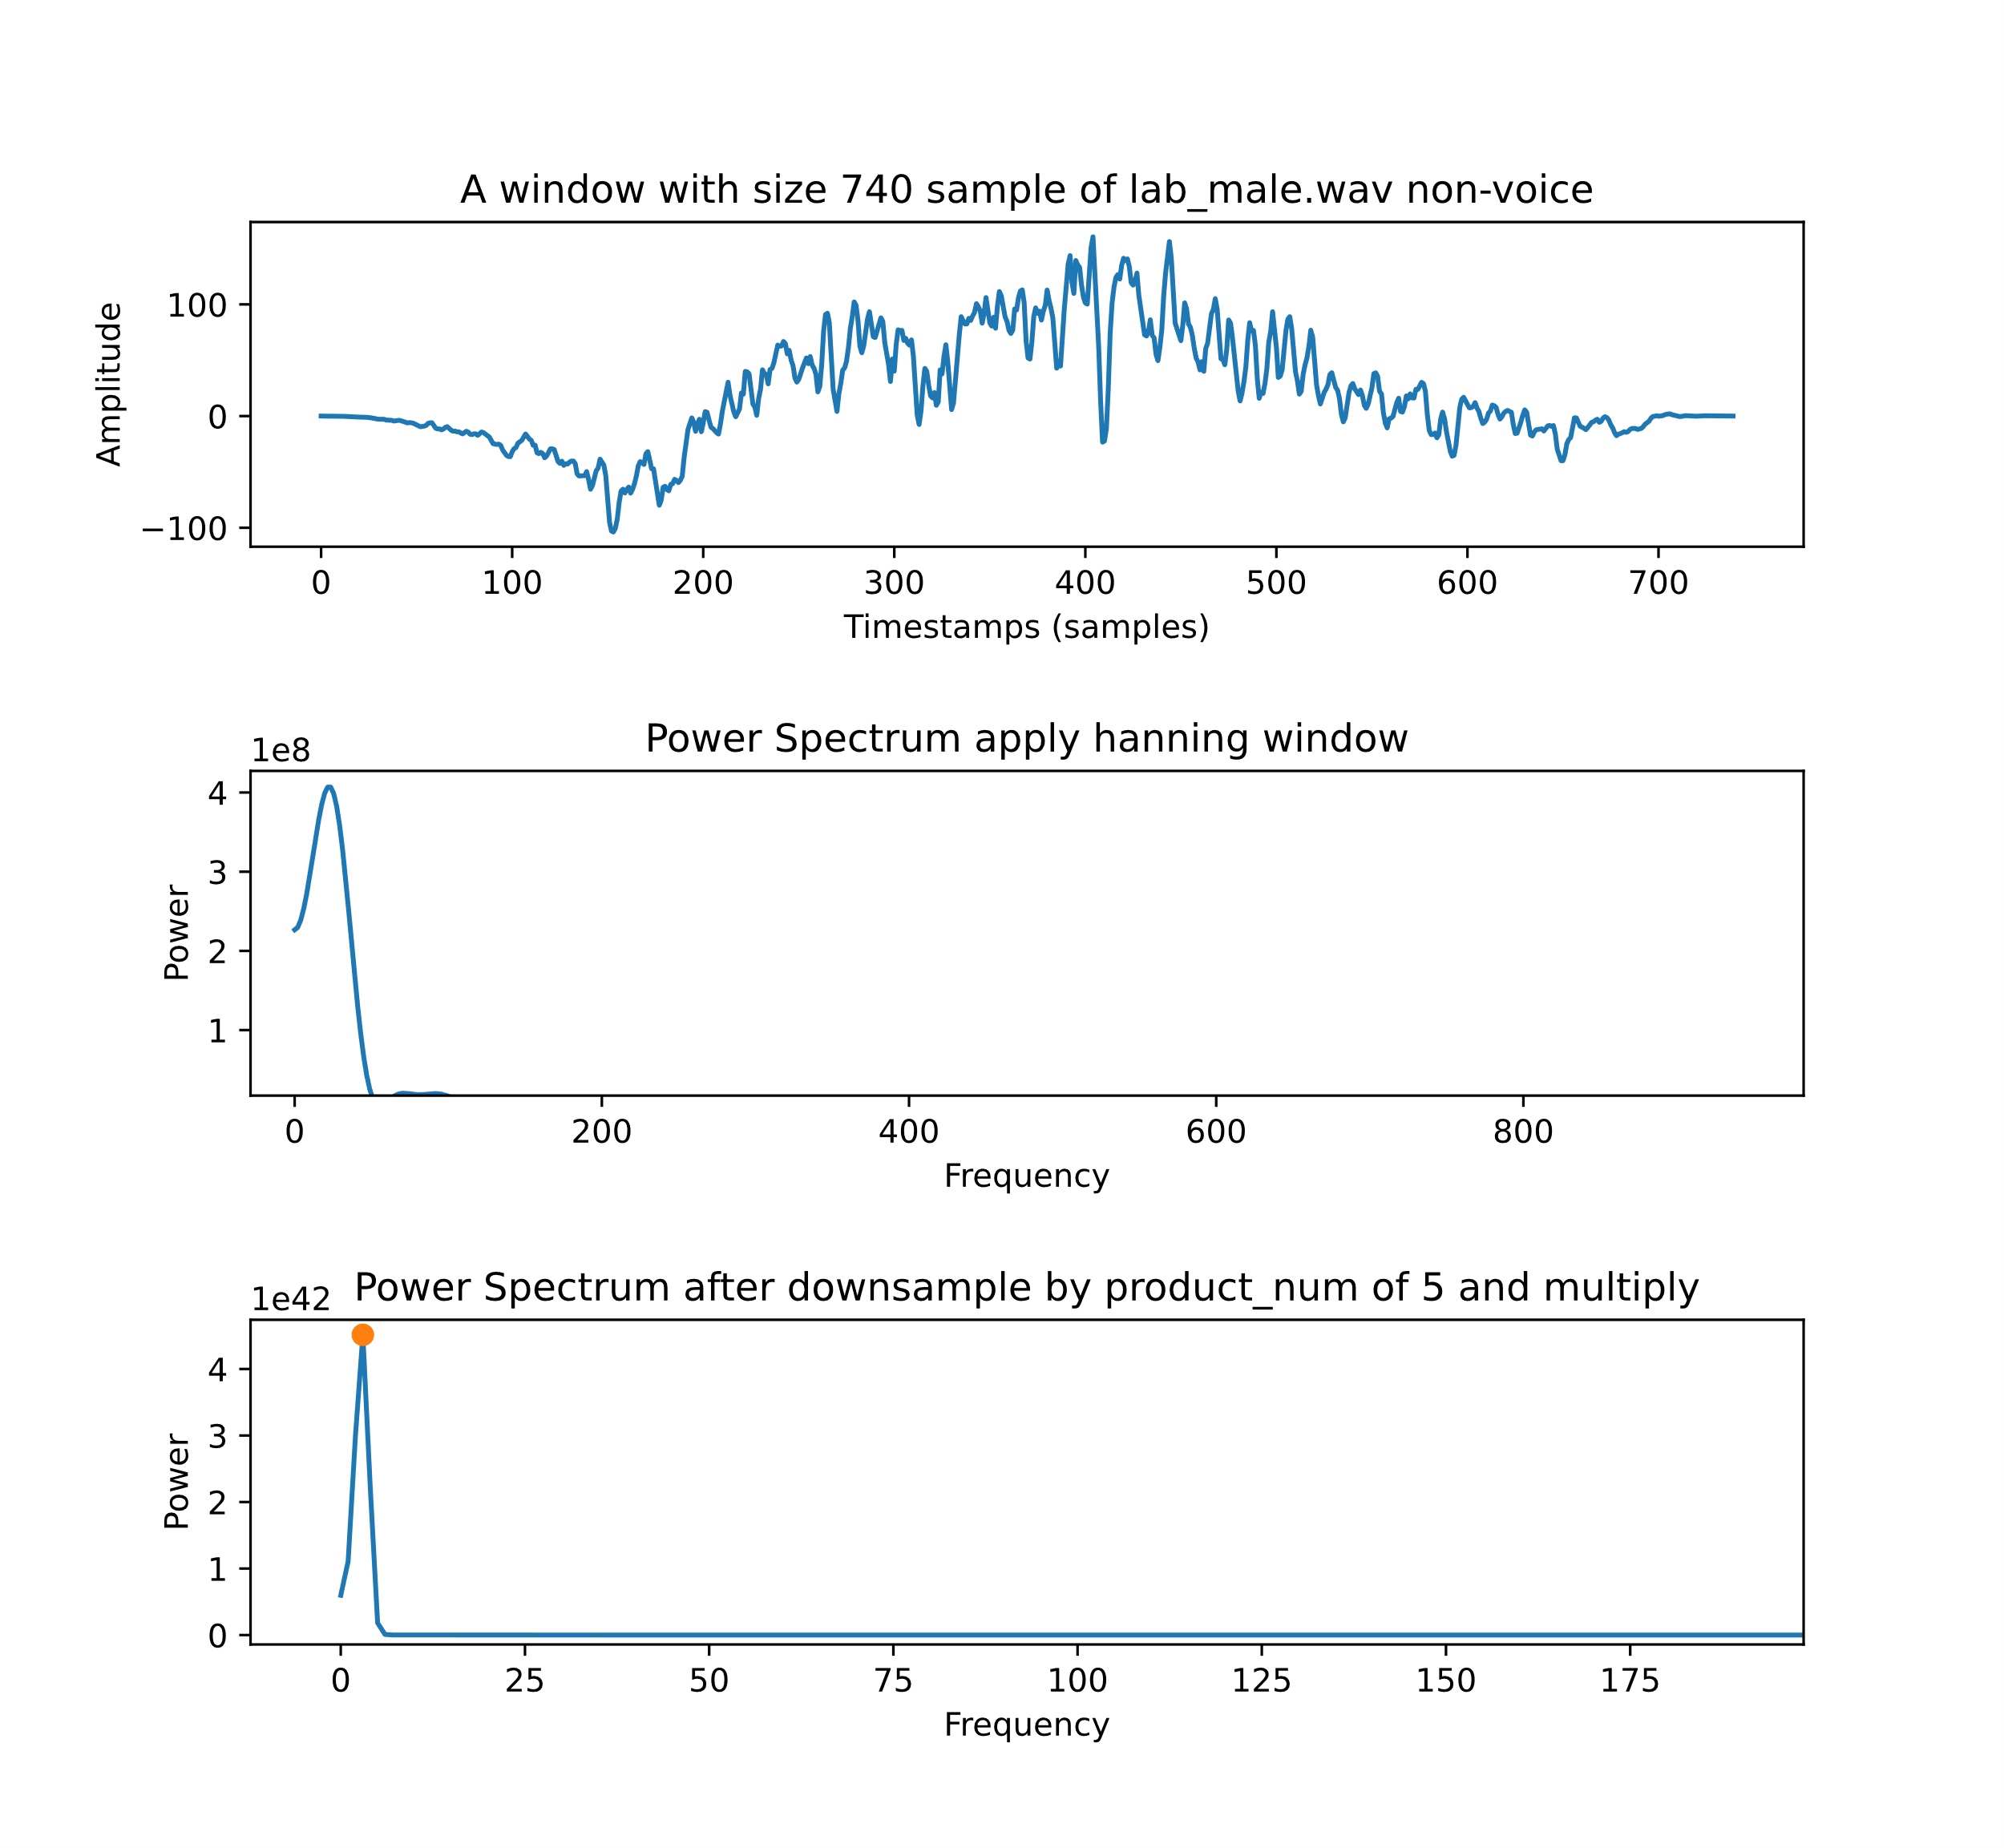 A window with size 740 sample of lab_male.wav non-voice
100
0
−100
Amplitude
0 100 200 300 400 500 600 700
Timestamps (samples)
Power Spectrum apply hanning window
1e8
4
3
2
1
Power
0 200 400 600 800
Frequency
Power Spectrum after downsample by product_num of 5 and multiply
1e42
4
3
2
1
0
Power
0 25 50 75 100 125 150 175
Frequency